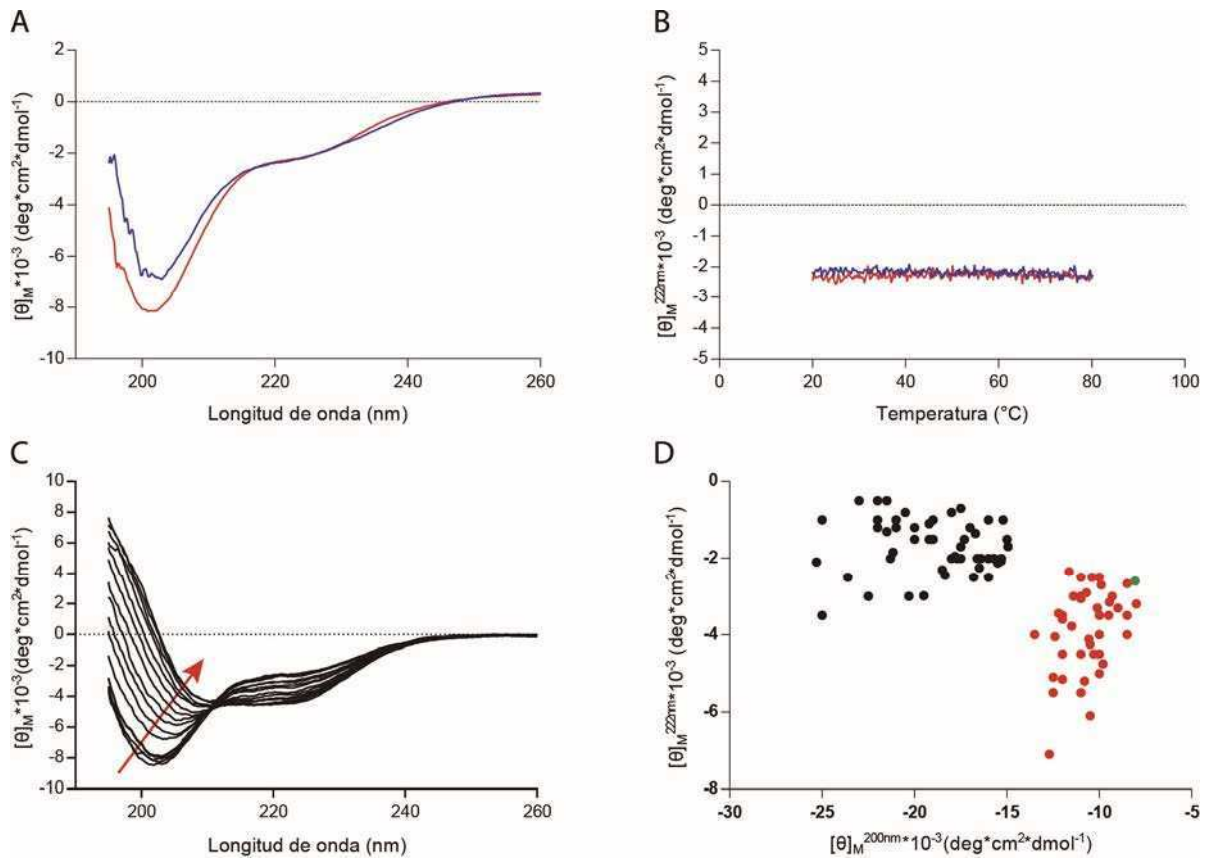 A
2
0
-2
-4
-6
-8
-10
[θ]M*10-3 (deg*cm2*dmol-1)
200 220 240 260
Longitud de onda (nm)
B
5
4
3
2
1
0
-1
-2
-3
-4
-5
[θ]M222nm*10-3 (deg*cm2*dmol-1)
0 20 40 60 80 100
Temperatura (°C)
C
10
8
6
4
2
0
-2
-4
-6
-8
-10
[θ]M*10-3(deg*cm2*dmol-1)
200 220 240 260
Longitud de onda (nm)
D
0
-2
-4
-6
-8
[θ]M222nm*10-3 (deg*cm2*dmol-1)
-30 -25 -20 -15 -10 -5
[θ]M200nm*10-3(deg*cm2*dmol-1)